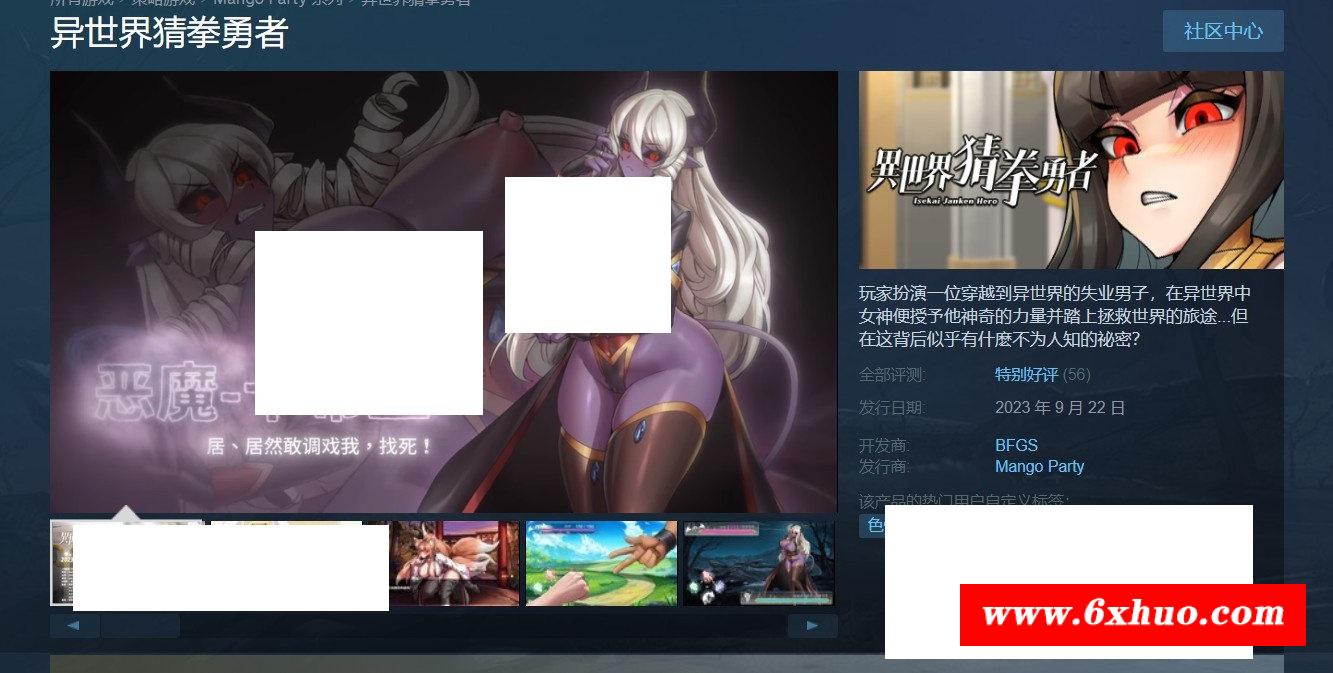 所有游戏 > 策略游戏 > Mango Party 系列 > 异世界猜拳勇者
异世界猜拳勇者
社区中心
異世界猜拳勇者
Isekai Janken Hero
恶魔-
居、居然敢调戏我，找死！
玩家扮演一位穿越到异世界的失业男子，在异世界中
女神便授予他神奇的力量并踏上拯救世界的旅途...但
在这背后似乎有什麼不为人知的祕密？
全部评测: 特别好评 (56)
发行日期: 2023 年 9 月 22 日
开发商: BFGS
发行商: Mango Party
该产品的热门用户自定义标签:
色
www.6xhuo.com